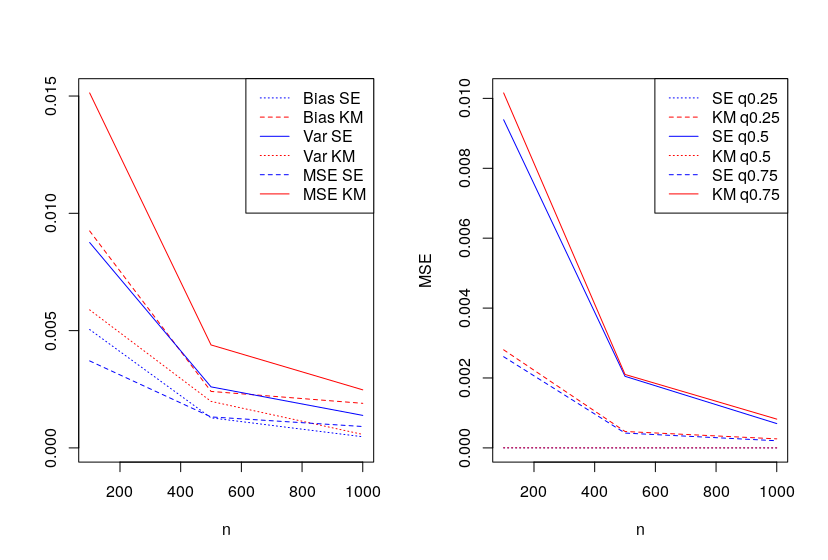 0.015
0.010
0.005
0.000
Bias SE
Bias KM
Var SE
Var KM
MSE SE
MSE KM
200 400 600 800 1000
n
MSE
0.010
0.008
0.006
0.004
0.002
0.000
SE q0.25
KM q0.25
SE q0.5
KM q0.5
SE q0.75
KM q0.75
200 400 600 800 1000
n